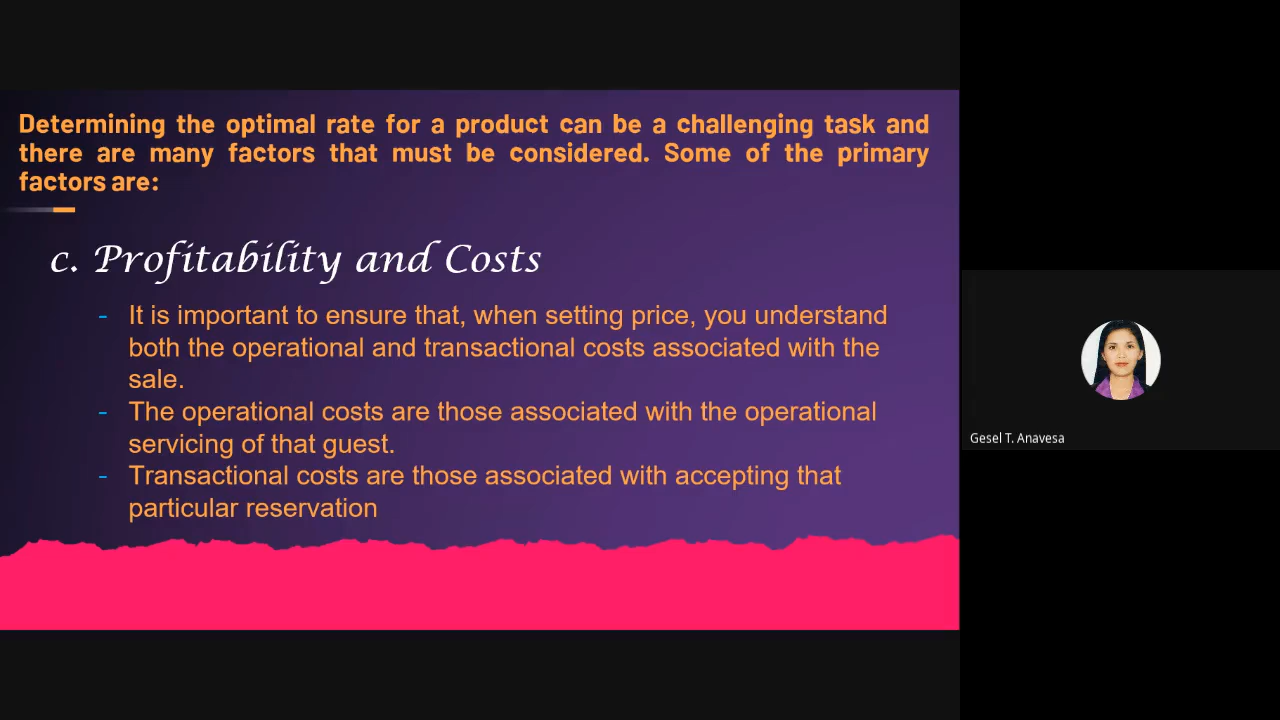 Determining the optimal rate for a product can be a challenging task and
there are many factors that must be considered. Some of the primary
factors are:
c. Profitability and Costs
- It is important to ensure that, when setting price, you understand
both the operational and transactional costs associated with the
sale.
- The operational costs are those associated with the operational
servicing of that guest.
- Transactional costs are those associated with accepting that
particular reservation
Gesel T. Anavesa